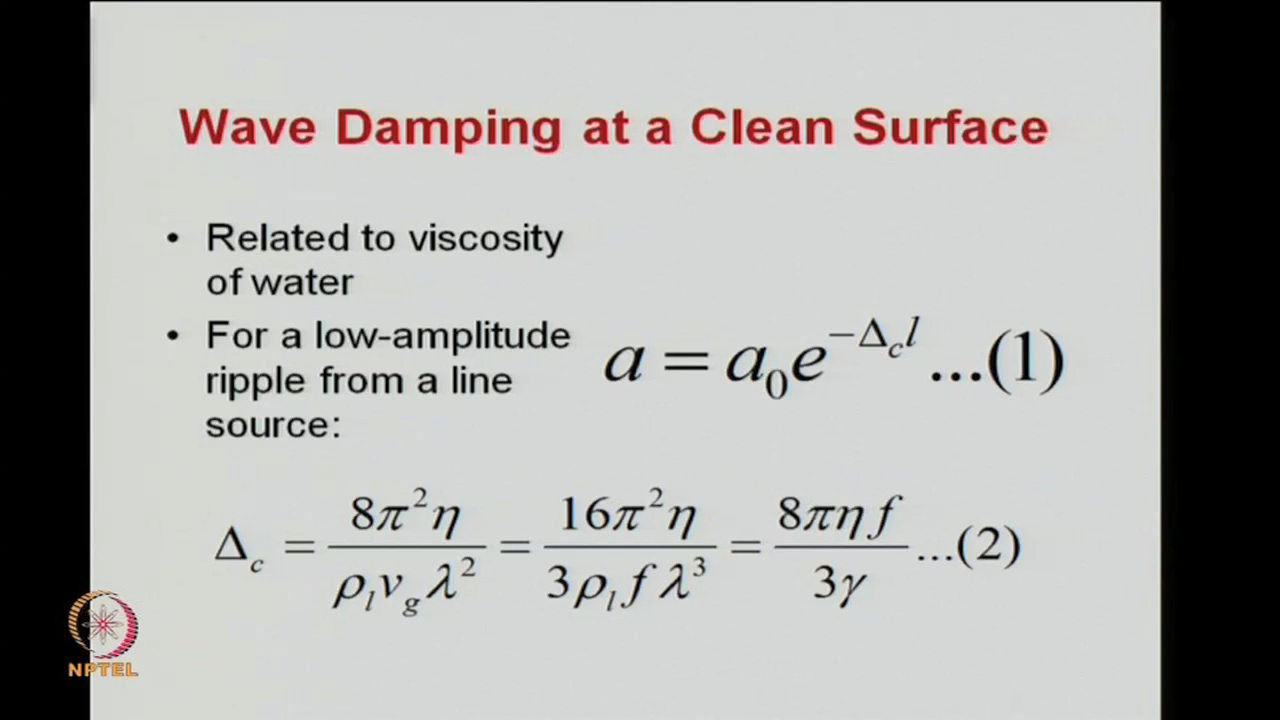 Wave Damping at a Clean Surface
• Related to viscosity
of water
• For a low-amplitude
ripple from a line
source:
a = a₀e^{−Δ_c l} ...(1)
Δ_c = 8π²η / ρ_l v_g λ² = 16π²η / 3ρ_l f λ³ = 8πηf / 3γ ...(2)
NPTEL